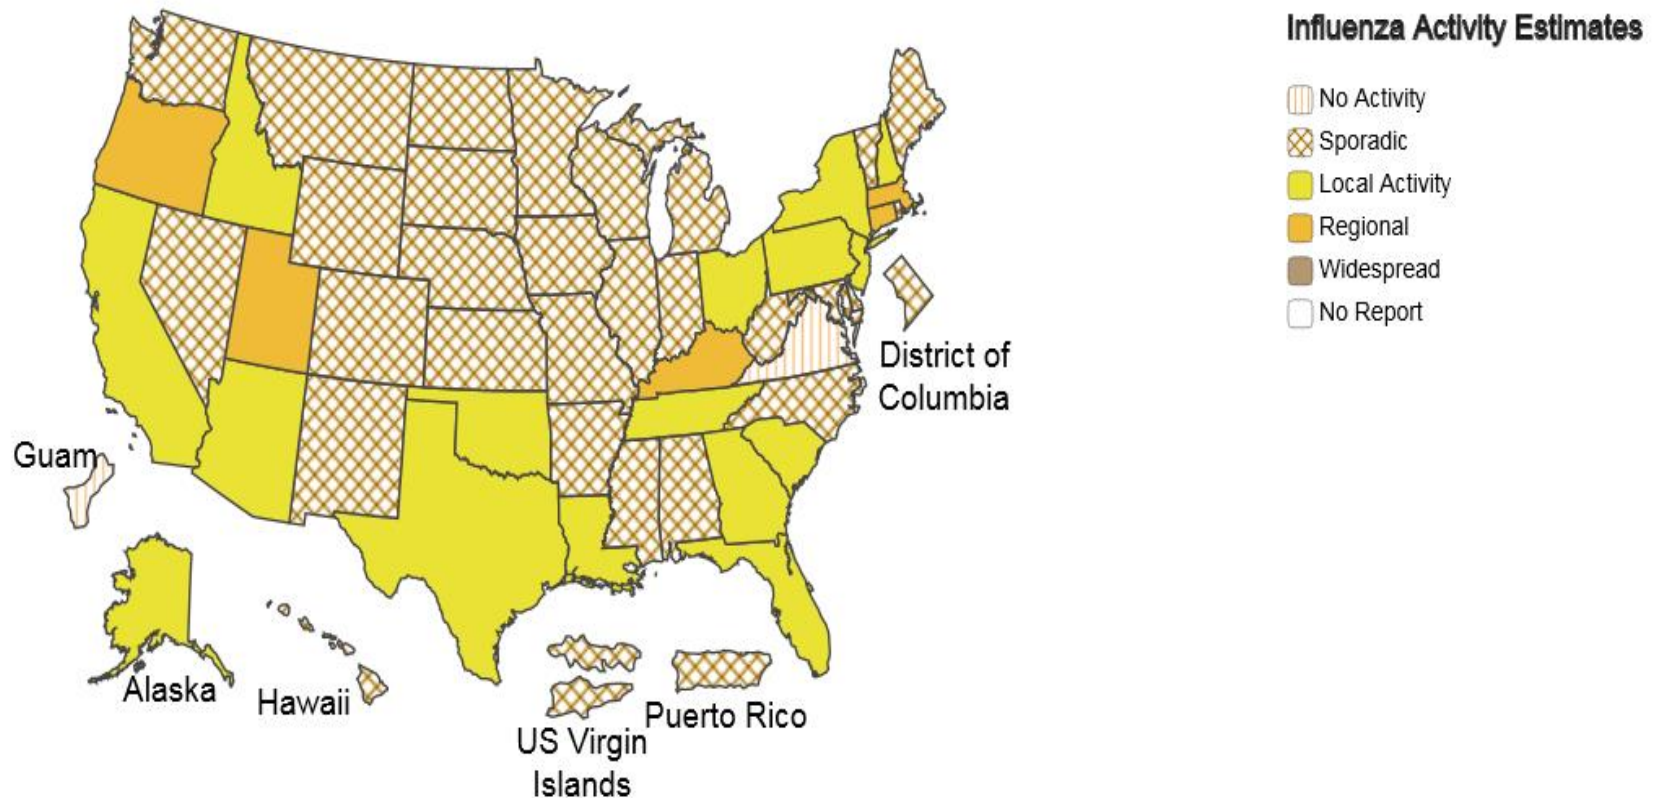 Influenza Activity Estimates
No Activity
Sporadic
Local Activity
Regional
Widespread
No Report
District of
Columbia
Guam
Alaska
Hawaii
US Virgin
Islands
Puerto Rico